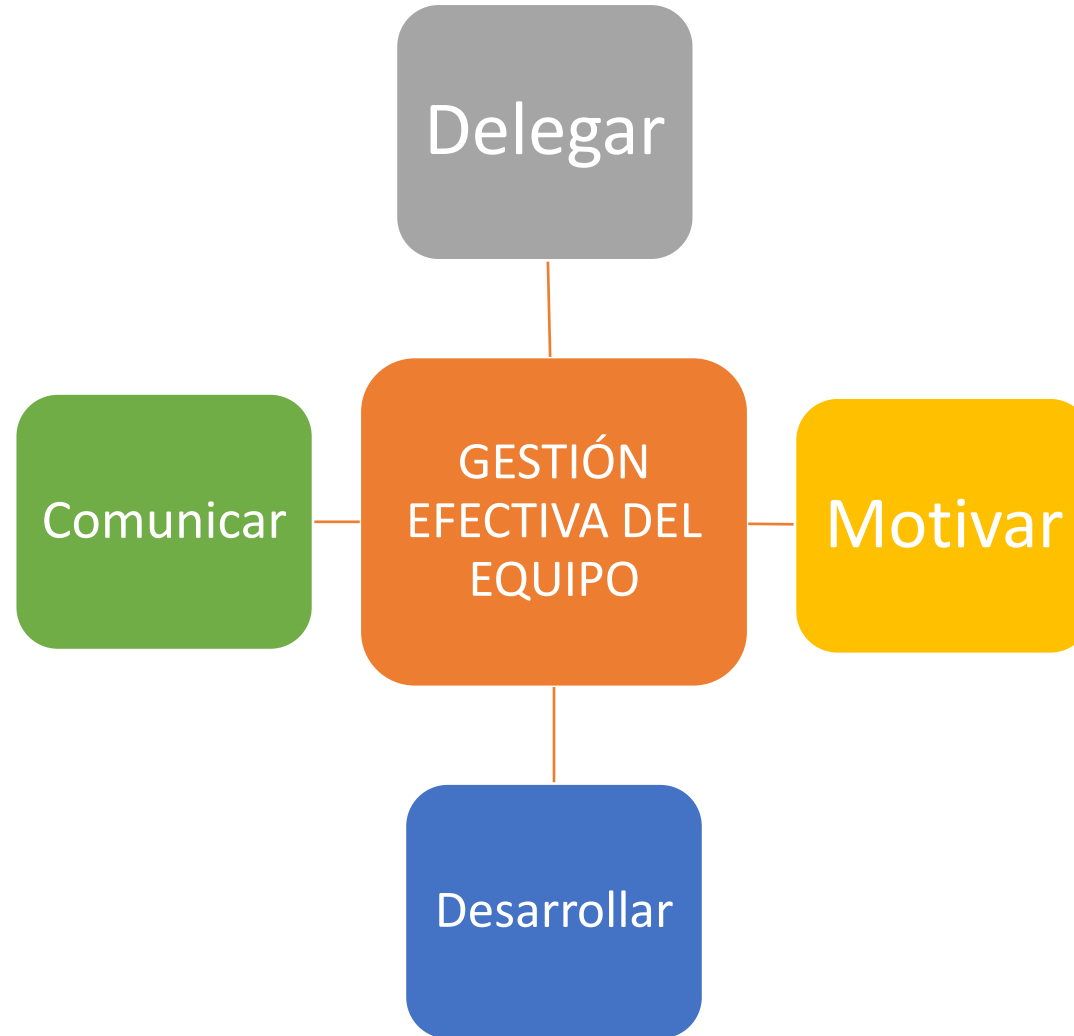 Delegar
Comunicar
GESTIÓN
EFECTIVA DEL
EQUIPO
Motivar
Desarrollar